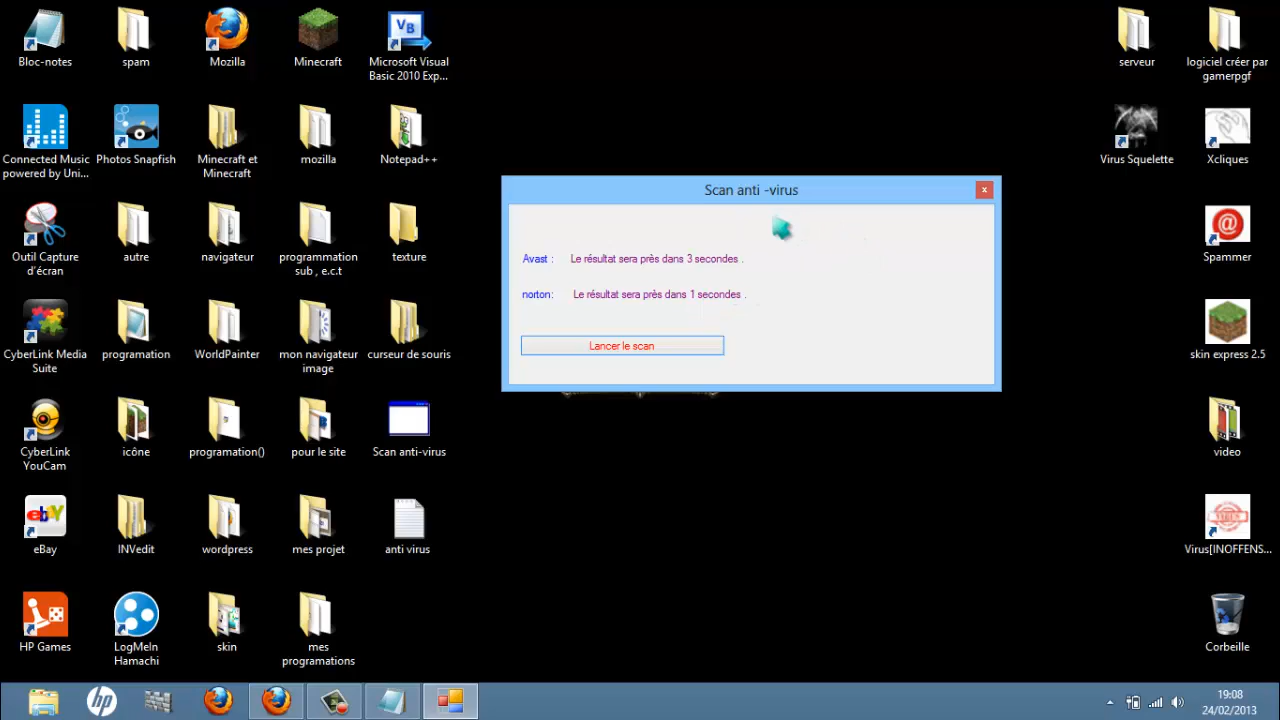 Bloc-notes
spam
Mozilla
Minecraft
Microsoft Visual
Basic 2010 Exp...
serveur
logiciel créer par
gamerpgf
Connected Music
powered by Uni...
Photos Snapfish
Minecraft et
Minecraft
mozilla
Notepad++
Virus Squelette
Xcliques
Scan anti -virus
x
Avast :
Le résultat sera près dans 3 secondes .
norton:
Le résultat sera près dans 1 secondes .
Lancer le scan
Outil Capture
d'écran
autre
navigateur
programmation
sub , e.c.t
texture
Spammer
CyberLink Media
Suite
programation
WorldPainter
mon navigateur
image
curseur de souris
skin express 2.5
CyberLink
YouCam
icône
programation()
pour le site
Scan anti-virus
video
eBay
INVedit
wordpress
mes projet
anti virus
Virus[INOFFENS...
HP Games
LogMeIn
Hamachi
skin
mes
programations
Corbeille
19:08
24/02/2013